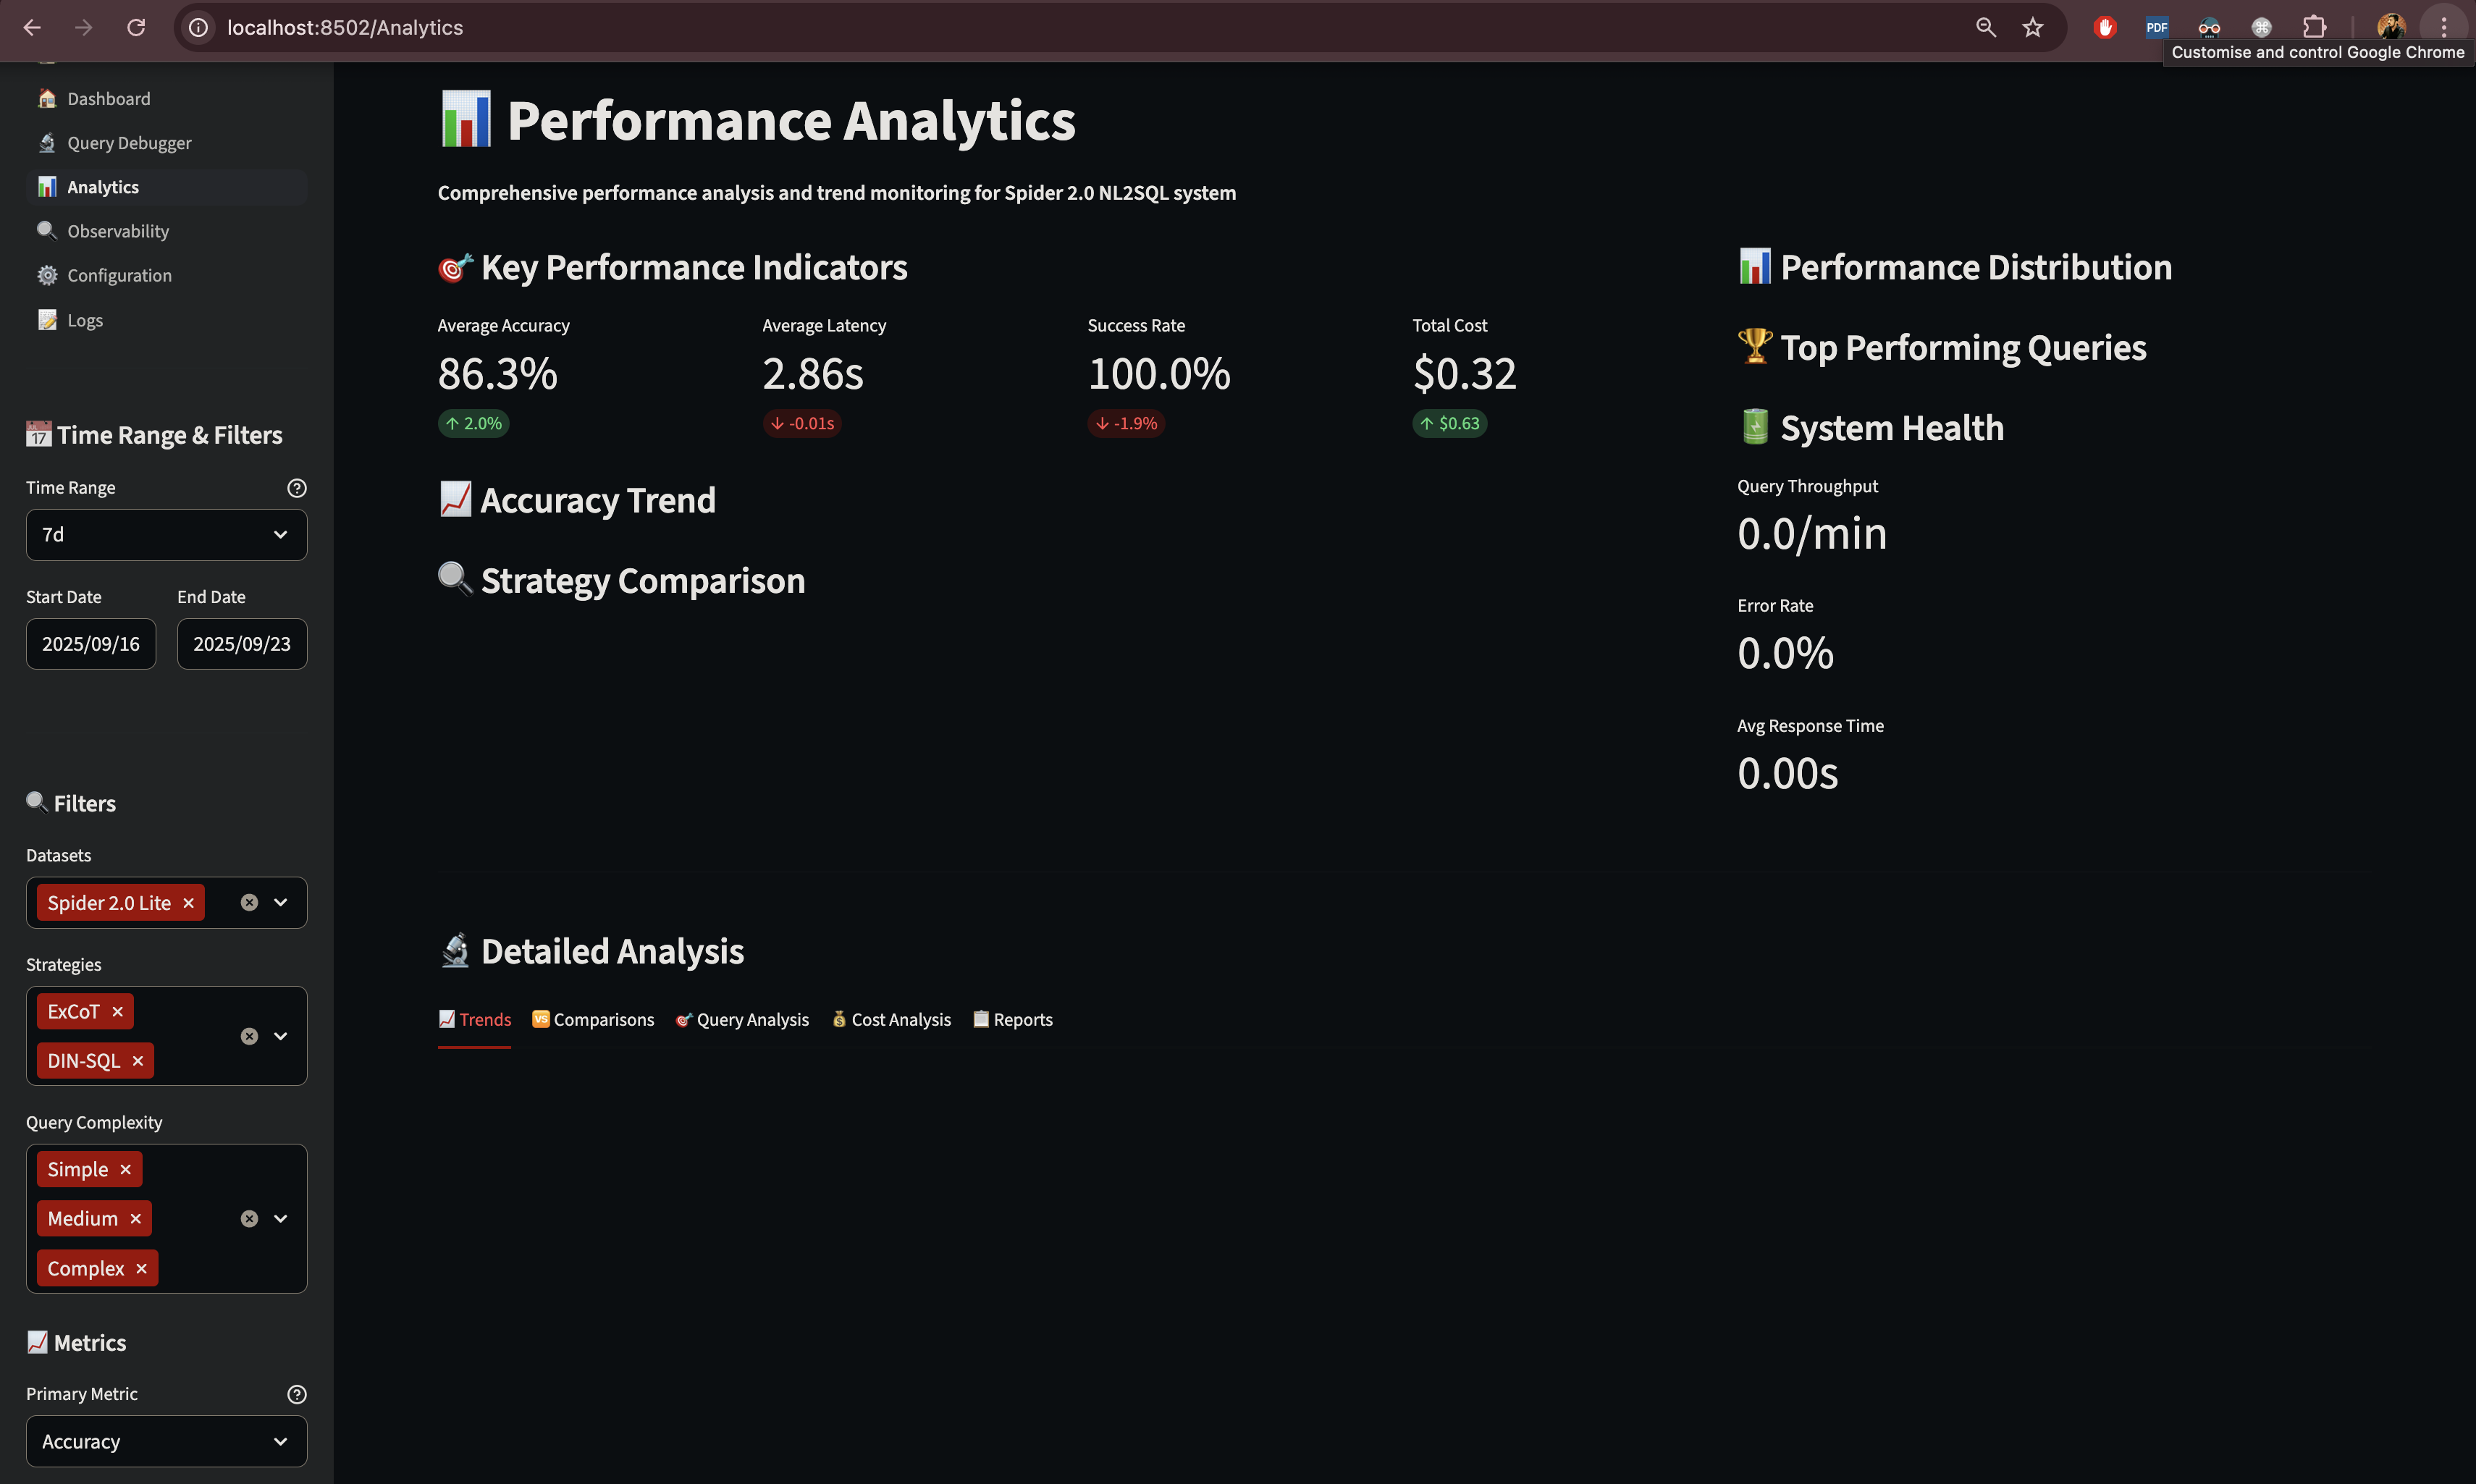 localhost:8502/Analytics
PDF
Customise and control Google Chrome
Dashboard
Query Debugger
Analytics
Observability
Configuration
Logs
JUL
17
Time Range & Filters
Time Range
7d
Start Date
End Date
2025/09/16
2025/09/23
Filters
Datasets
Spider 2.0 Lite
Strategies
ExCoT
DIN-SQL
Query Complexity
Simple
Medium
Complex
Metrics
Primary Metric
Accuracy
Performance Analytics
Comprehensive performance analysis and trend monitoring for Spider 2.0 NL2SQL system
Key Performance Indicators
Average Accuracy
86.3%
↑ 2.0%
Average Latency
2.86s
↓ -0.01s
Success Rate
100.0%
↓ -1.9%
Total Cost
$0.32
↑ $0.63
Accuracy Trend
Strategy Comparison
Performance Distribution
Top Performing Queries
System Health
Query Throughput
0.0/min
Error Rate
0.0%
Avg Response Time
0.00s
Detailed Analysis
Trends
VS Comparisons
Query Analysis
Cost Analysis
Reports